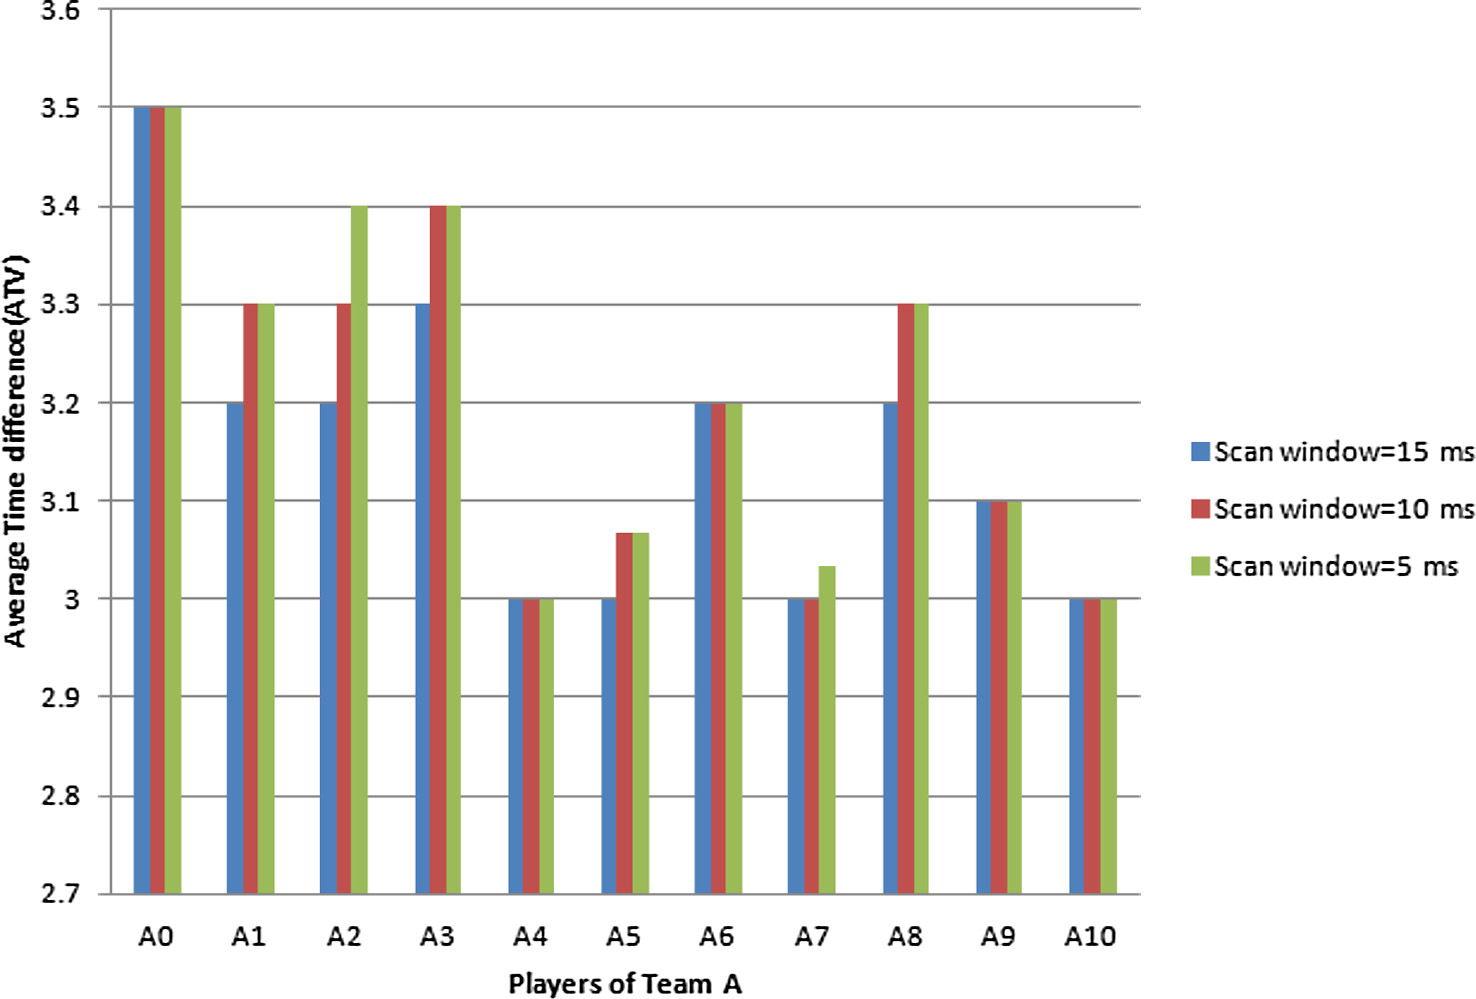 3.6
3.5
3.4
3.3
3.2
3.1
3
2.9
2.8
2.7
Average Time difference(ATV)
A0 A1 A2 A3 A4 A5 A6 A7 A8 A9 A10
Players of Team A
Scan window=15 ms
Scan window=10 ms
Scan window=5 ms